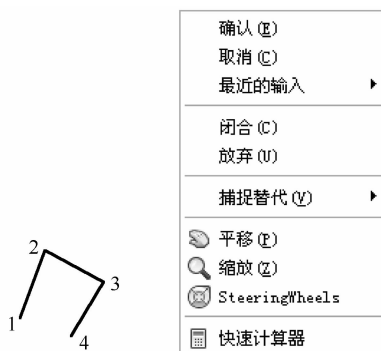 确认(E)
取消(C)
最近的输入
闭合(C)
放弃(U)
捕捉替代(V)
平移(P)
缩放(Z)
SteeringWheels
快速计算器
2
3
1
4